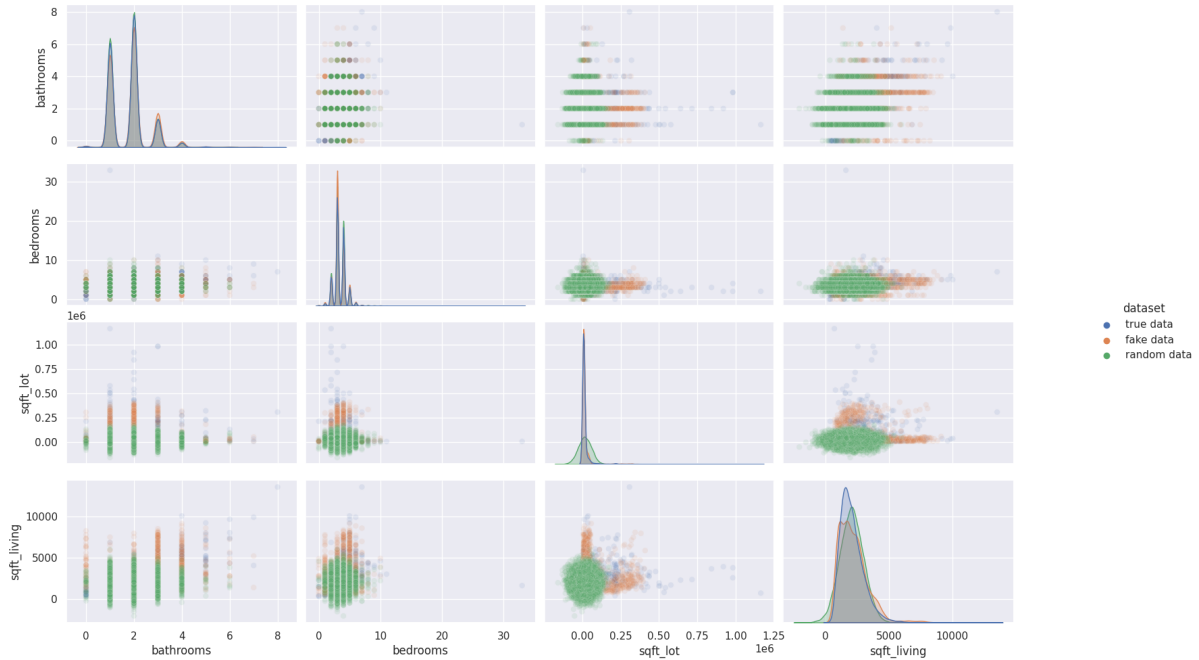 8
6
4
2
0
bathrooms
30
20
10
0
bedrooms
1e6
1.00
0.75
0.50
0.25
0.00
sqft_lot
10000
5000
0
sqft_living
0 2 4 6 8
bathrooms
0 10 20 30
bedrooms
0.00 0.25 0.50 0.75 1.00 1.25
1e6
sqft_lot
0 5000 10000
sqft_living
dataset
true data
fake data
random data